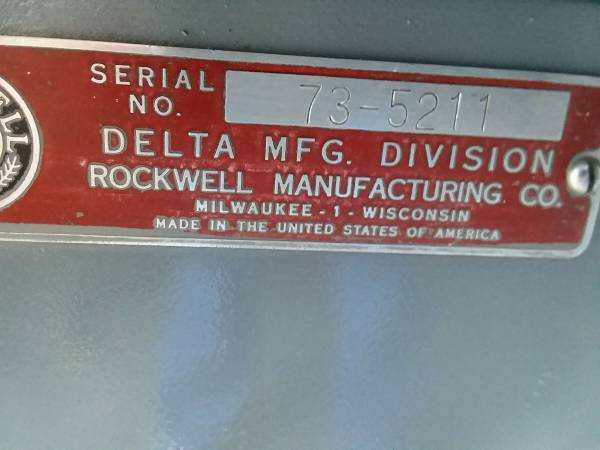 SERIAL NO. 73-5211
DELTA MFG. DIVISION
ROCKWELL MANUFACTURING CO.
MILWAUKEE - 1 - WISCONSIN
MADE IN THE UNITED STATES OF AMERICA